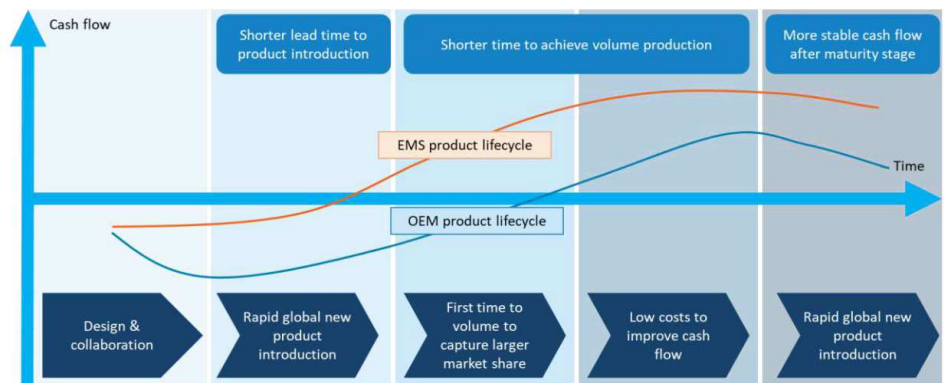 Cash flow
Shorter lead time to
product introduction
Shorter time to achieve volume production
More stable cash flow
after maturity stage
EMS product lifecycle
Time
OEM product lifecycle
Design &
collaboration
Rapid global new
product
introduction
First time to
volume to
capture larger
market share
Low costs to
improve cash
flow
Rapid global new
product
introduction